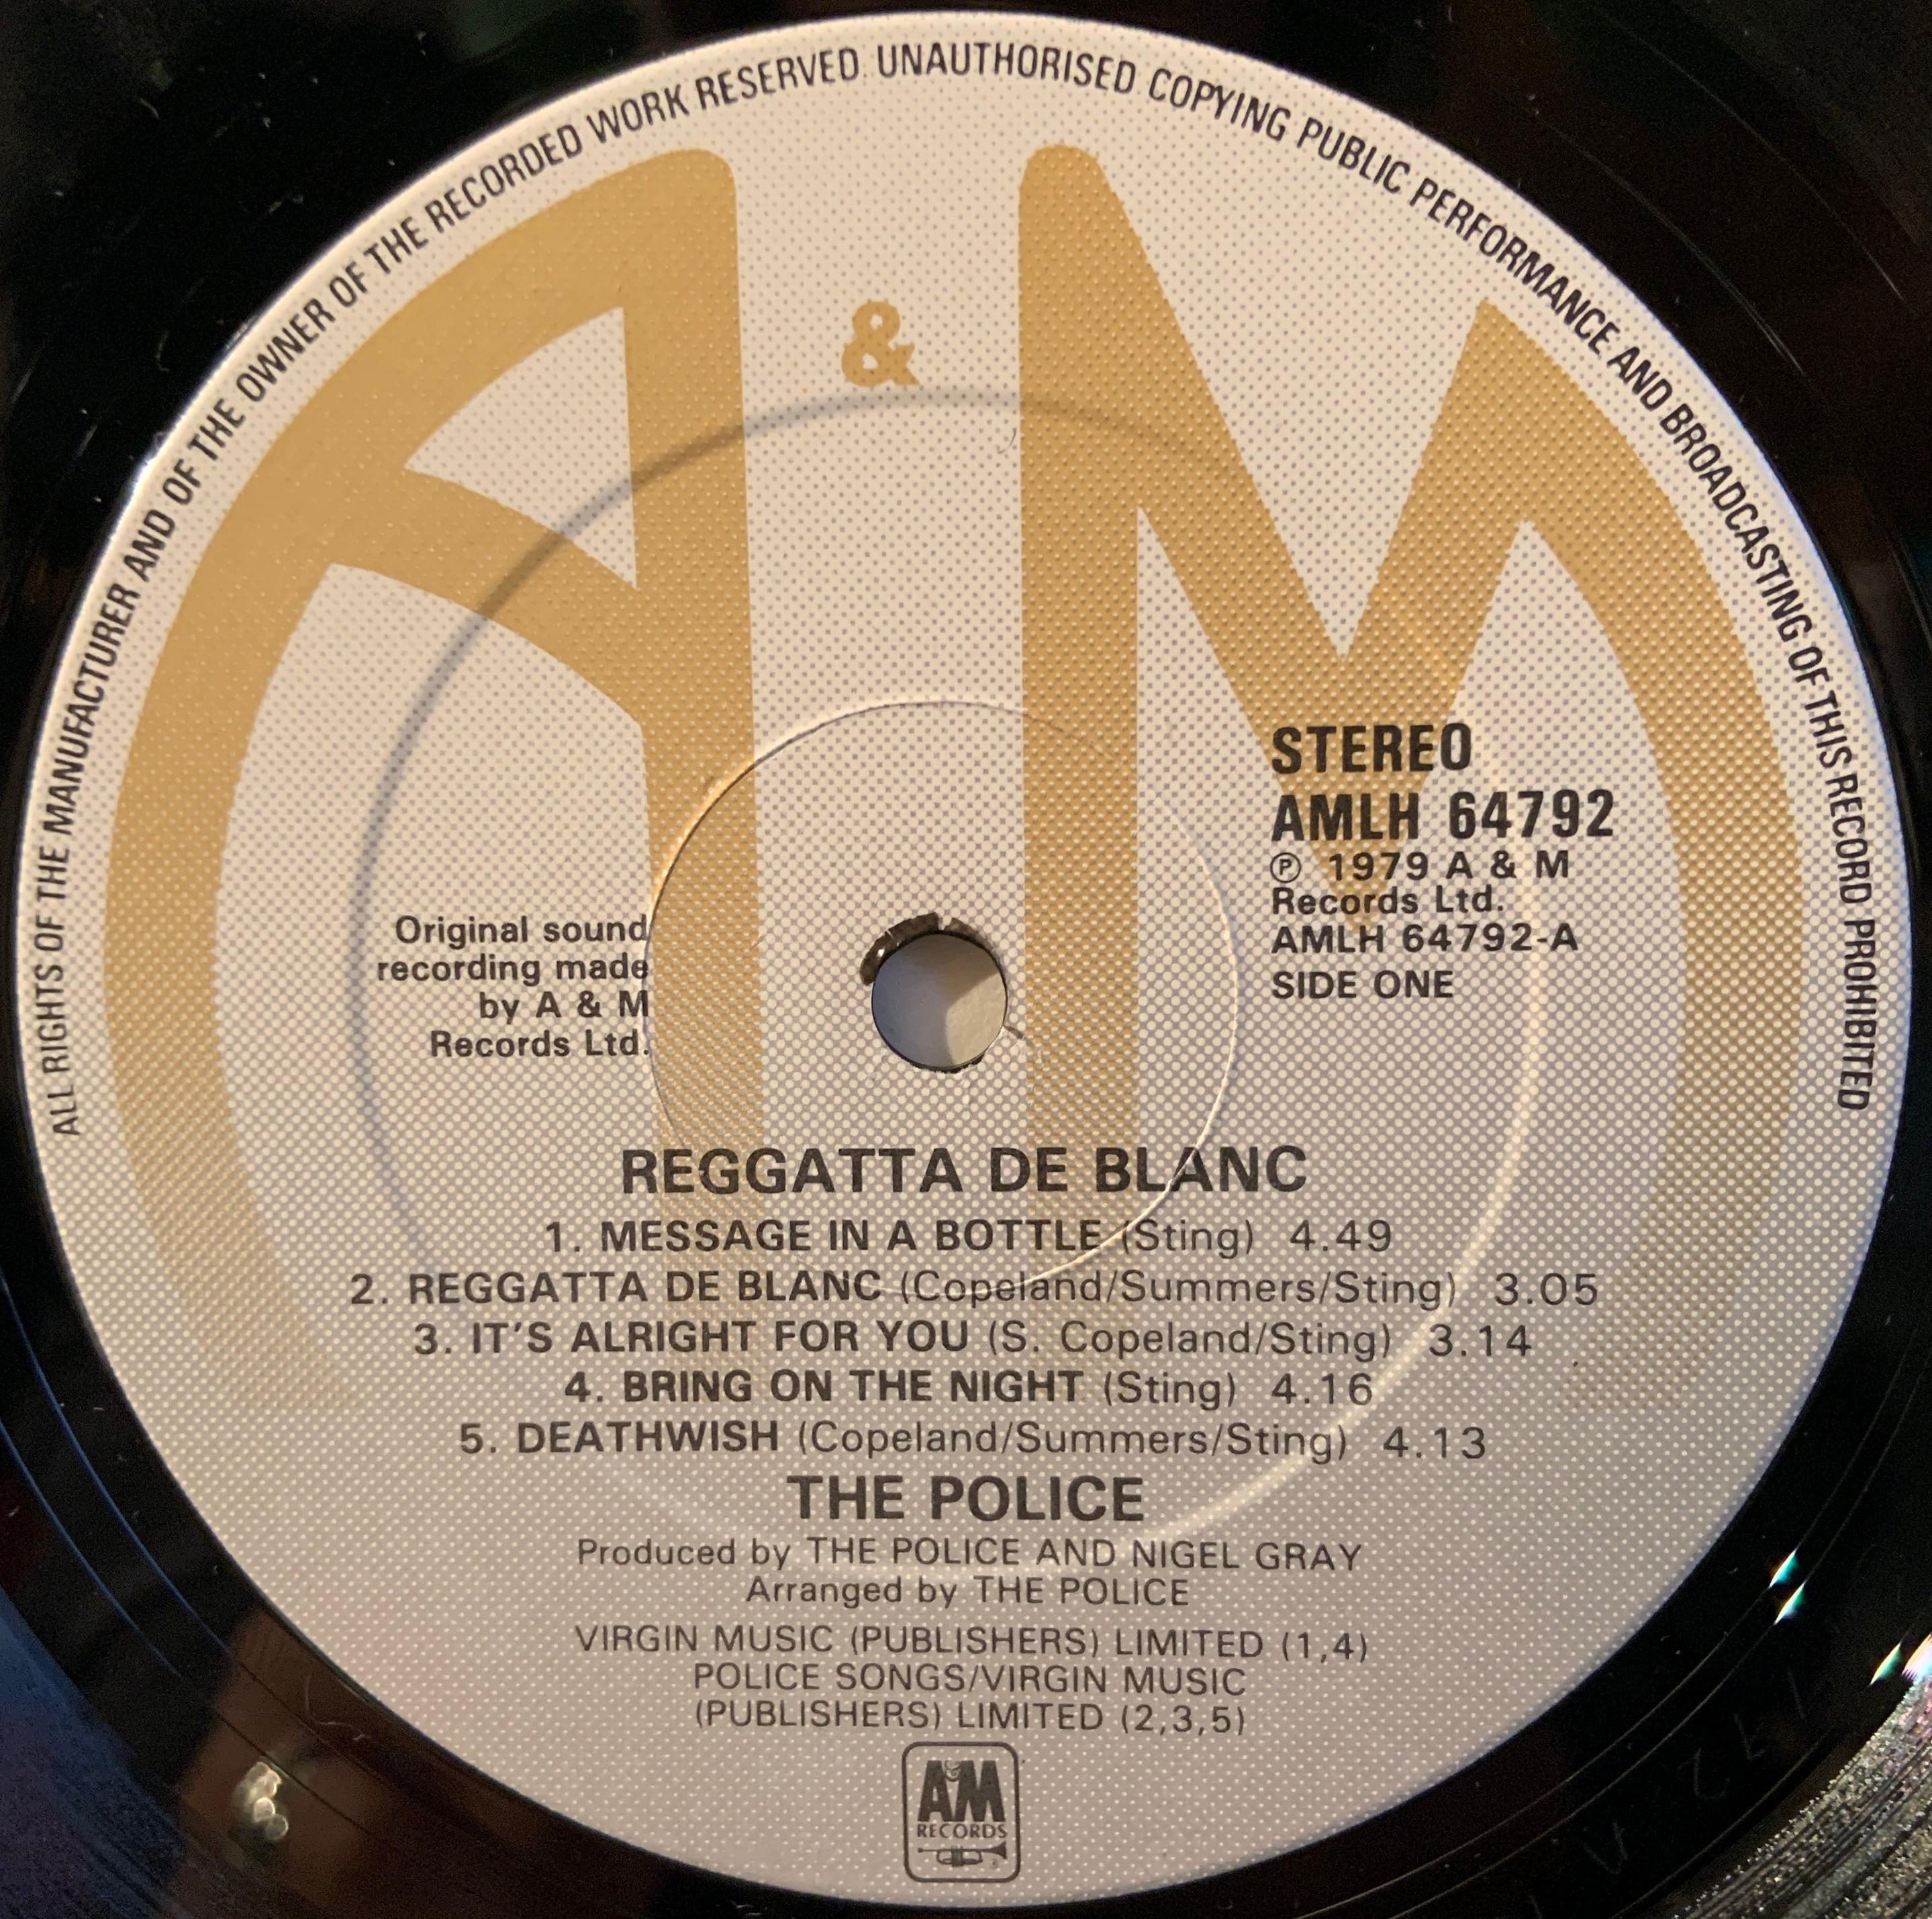 ALL RIGHTS OF THE MANUFACTURER AND OF THE OWNER OF THE RECORDED WORK RESERVED. UNAUTHORISED COPYING PUBLIC PERFORMANCE AND BROADCASTING OF THIS RECORD PROHIBITED
A & M
STEREO
AMLH 64792
Ⓟ 1979 A & M
Records Ltd.
AMLH 64792-A
SIDE ONE
Original sound
recording made
by A & M
Records Ltd.
REGGATTA DE BLANC
1. MESSAGE IN A BOTTLE (Sting) 4.49
2. REGGATTA DE BLANC (Copeland/Summers/Sting) 3.05
3. IT'S ALRIGHT FOR YOU (S. Copeland/Sting) 3.14
4. BRING ON THE NIGHT (Sting) 4.16
5. DEATHWISH (Copeland/Summers/Sting) 4.13
THE POLICE
Produced by THE POLICE AND NIGEL GRAY
Arranged by THE POLICE
VIRGIN MUSIC (PUBLISHERS) LIMITED (1,4)
POLICE SONGS/VIRGIN MUSIC
(PUBLISHERS) LIMITED (2,3,5)
A&M
RECORDS